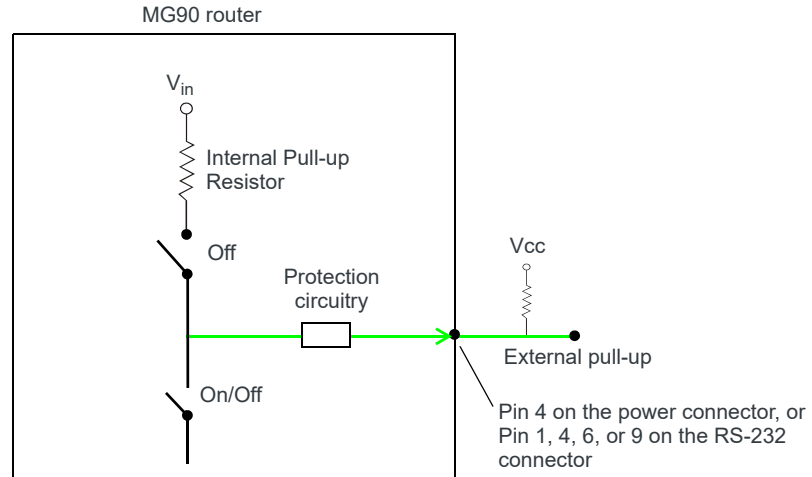 MG90 router
Vin
Internal Pull-up
Resistor
Off
Protection
circuitry
Vcc
External pull-up
On/Off
Pin 4 on the power connector, or
Pin 1, 4, 6, or 9 on the RS-232
connector